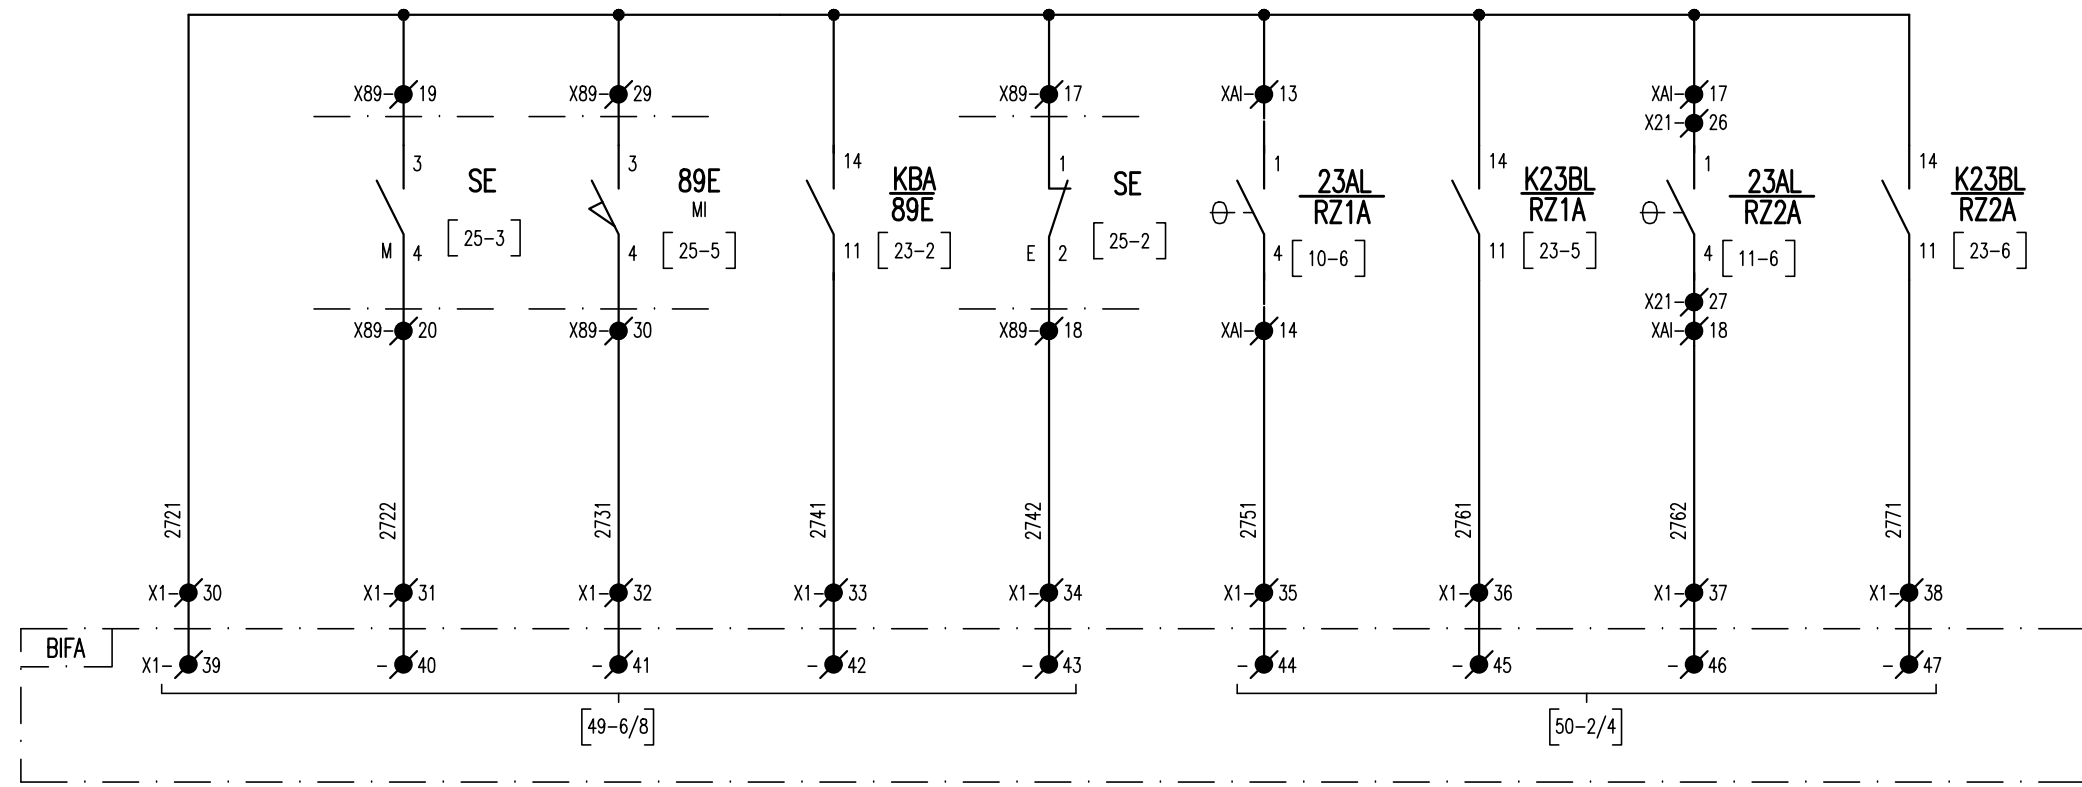 X89- 19
X89- 29
X89- 17
XAI- 13
XAI- 17
X21- 26
3
SE
[25-3]
M 4
3
89E
MI
[25-5]
4
14
KBA
89E
[23-2]
11
1
SE
[25-2]
E 2
1
23AL
RZ1A
[10-6]
4
14
K23BL
RZ1A
[23-5]
11
1
23AL
RZ2A
[11-6]
4
14
K23BL
RZ2A
[23-6]
11
X21- 27
X89- 20
X89- 30
X89- 18
XAI- 14
XAI- 18
2721
2722
2731
2741
2742
2751
2761
2762
2771
X1- 30
X1- 31
X1- 32
X1- 33
X1- 34
X1- 35
X1- 36
X1- 37
X1- 38
BIFA
X1- 39
- 40
- 41
- 42
- 43
- 44
- 45
- 46
- 47
[49-6/8]
[50-2/4]